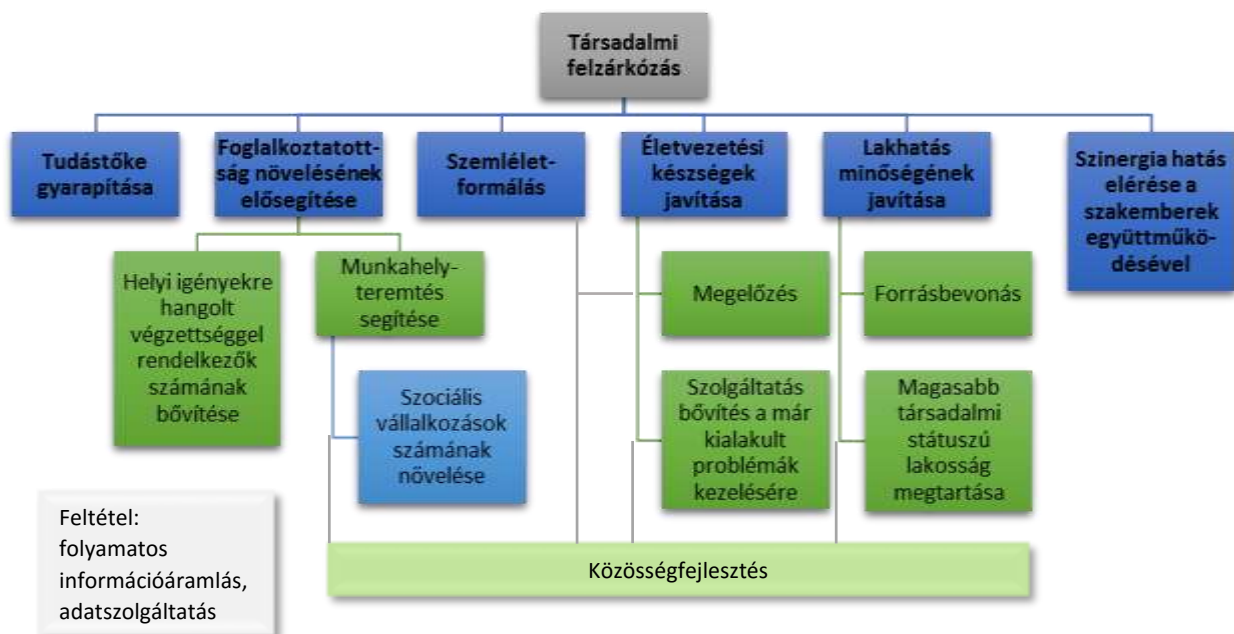 Társadalmi
felzárkózás
Tudástőke
gyarapítása
Foglalkoztatott-
ság növelésének
elősegítése
Szemlélet-
formálás
Életvezetési
készségek
javítása
Lakhatás
minőségének
javítása
Szinergia hatás
elérése a
szakemberek
együttműkö-
désével
Helyi igényekre
hangolt
végzettséggel
rendelkezők
számának
bővítése
Munkahely-
teremtés
segítése
Megelőzés
Forrásbevonás
Szociális
vállalkozások
számának
növelése
Szolgáltatás
bővítés a már
kialakult
problémák
kezelésére
Magasabb
társadalmi
státuszú
lakosság
megtartása
Feltétel:
folyamatos
információáramlás,
adatszolgáltatás
Közösségfejlesztés